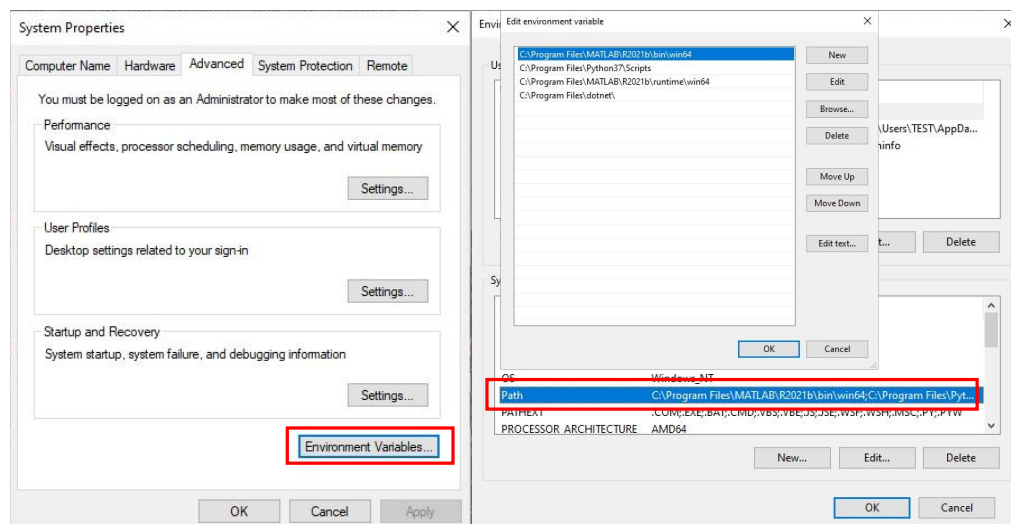 System Properties
Computer Name Hardware Advanced System Protection Remote
You must be logged on as an Administrator to make most of these changes.
Performance
Visual effects, processor scheduling, memory usage, and virtual memory
Settings...
User Profiles
Desktop settings related to your sign-in
Settings...
Startup and Recovery
System startup, system failure, and debugging information
Settings...
Environment Variables...
OK Cancel Apply
Envi
Edit environment variable
C:\Program Files\MATLAB\R2021b\bin\win64
C:\Program Files\Python37\Scripts
C:\Program Files\MATLAB\R2021b\runtime\win64
C:\Program Files\dotnet\
New
Edit
Browse...
Delete
Move Up
Move Down
Edit text...
OK Cancel
Us
\Users\TEST\AppDa...
ninfo
t... Delete
Sy
OS Windows_NT
Path C:\Program Files\MATLAB\R2021b\bin\win64;C:\Program Files\Pyt...
PATHEXT .COM;.EXE;.BAT;.CMD;.VBS;.VBE;.JS;.JSE;.WSF;.WSH;.MSC;.PY;.PYW
PROCESSOR_ARCHITECTURE AMD64
New... Edit... Delete
OK Cancel